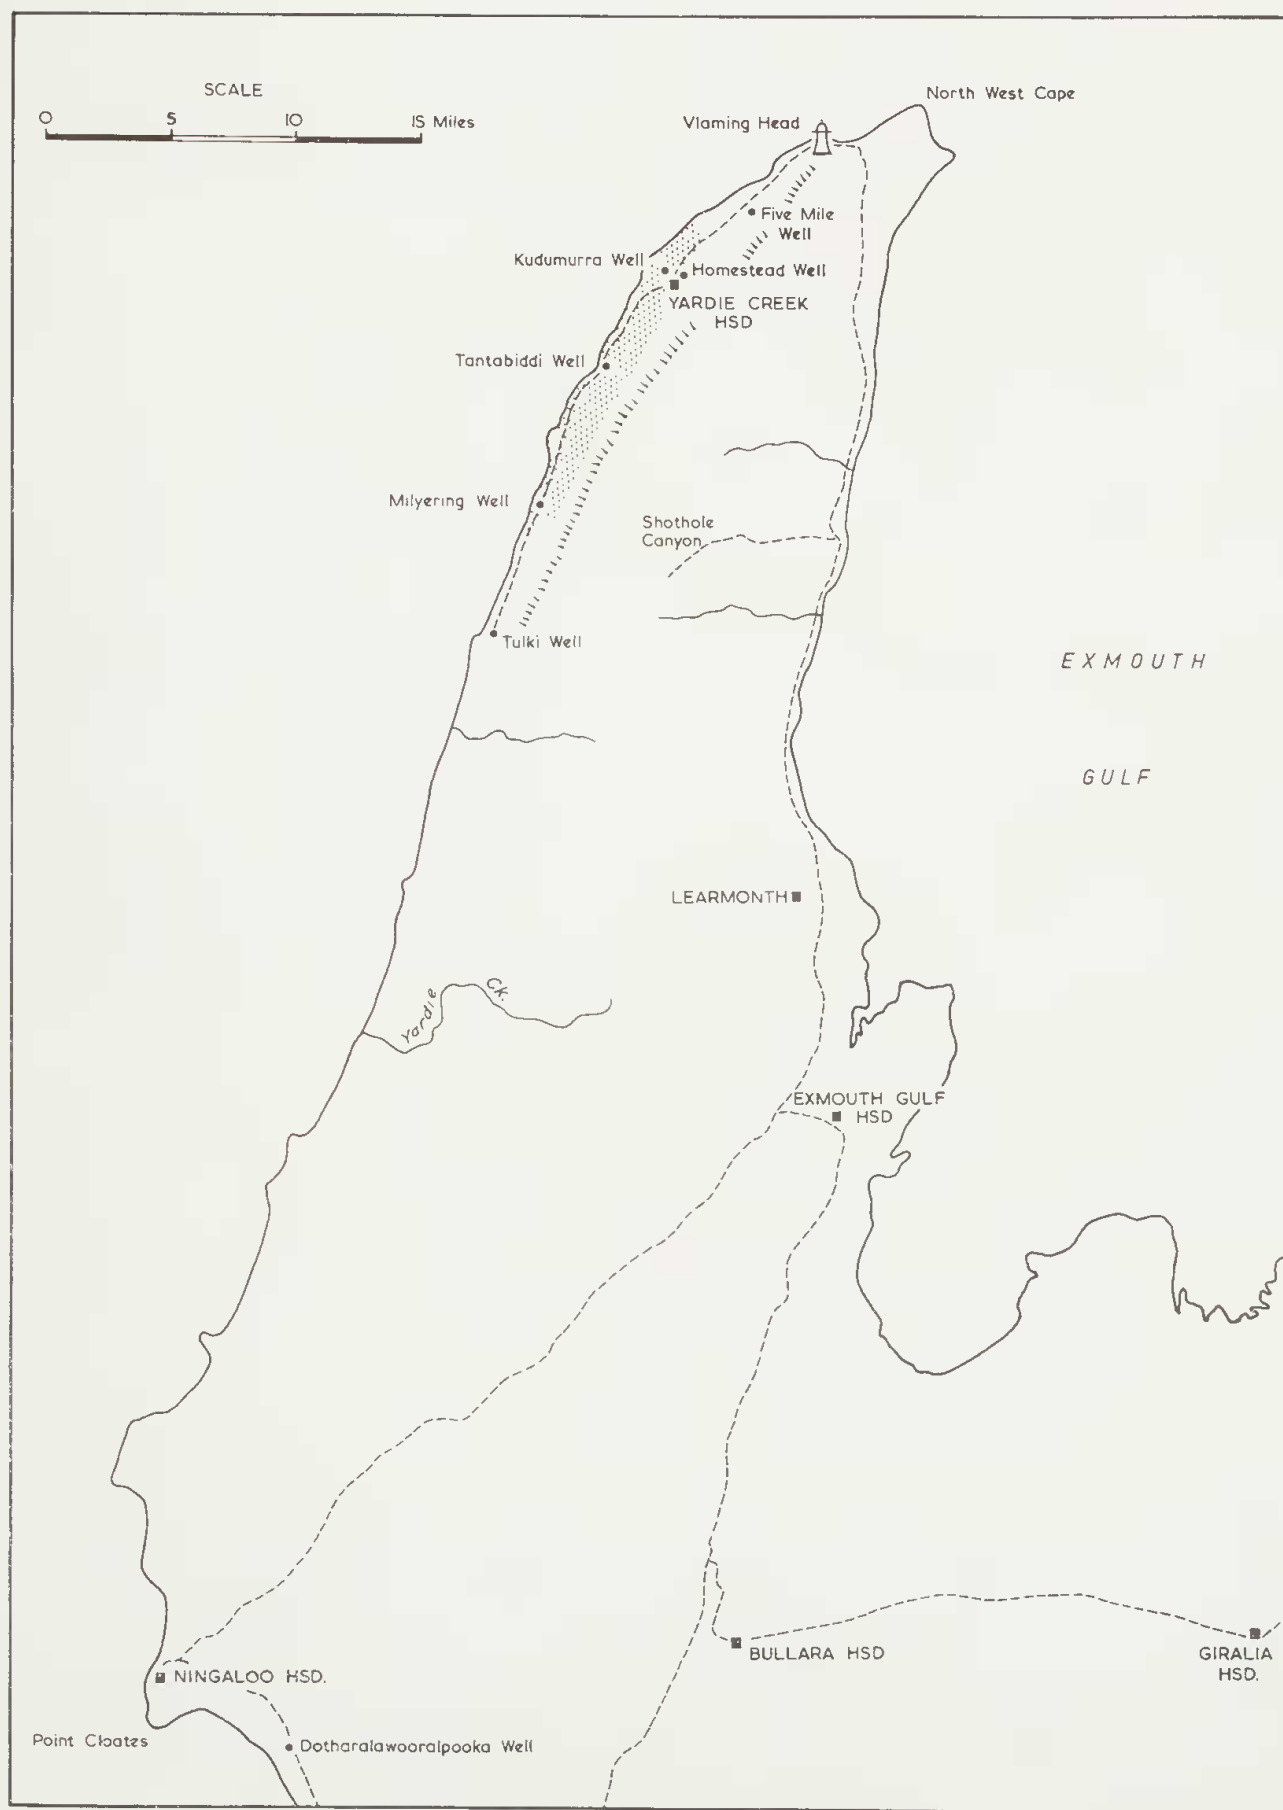 SCALE
0 5 10 15 Miles
North West Cape
Vlaming Head
Five Mile
Well
Kudumurra Well
Homestead Well
YARDIE CREEK
HSD
Tantabiddi Well
Milyering Well
Shothole
Canyon
Tulki Well
EXMOUTH
GULF
LEARMONTH
Yardie Ck.
EXMOUTH GULF
HSD
BULLARA HSD
GIRALIA
HSD.
NINGALOO HSD.
Point Cloates
Dotharalawooralpooka Well